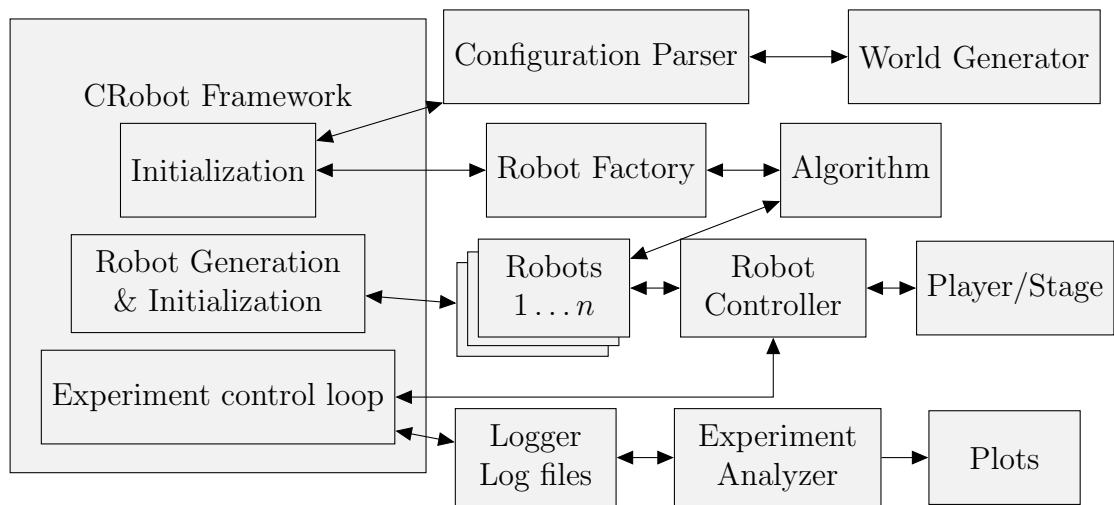 Configuration Parser
World Generator
CRobot Framework
Initialization
Robot Factory
Algorithm
Robot Generation
& Initialization
Robots
1 … n
Robot
Controller
Player/Stage
Experiment control loop
Logger
Log files
Experiment
Analyzer
Plots